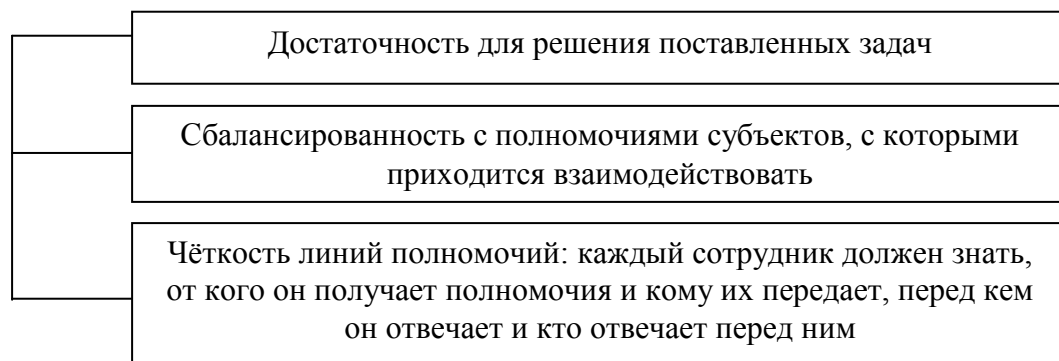 Достаточность для решения поставленных задач
Сбалансированность с полномочиями субъектов, с которыми
приходится взаимодействовать
Чёткость линий полномочий: каждый сотрудник должен знать,
от кого он получает полномочия и кому их передает, перед кем
он отвечает и кто отвечает перед ним